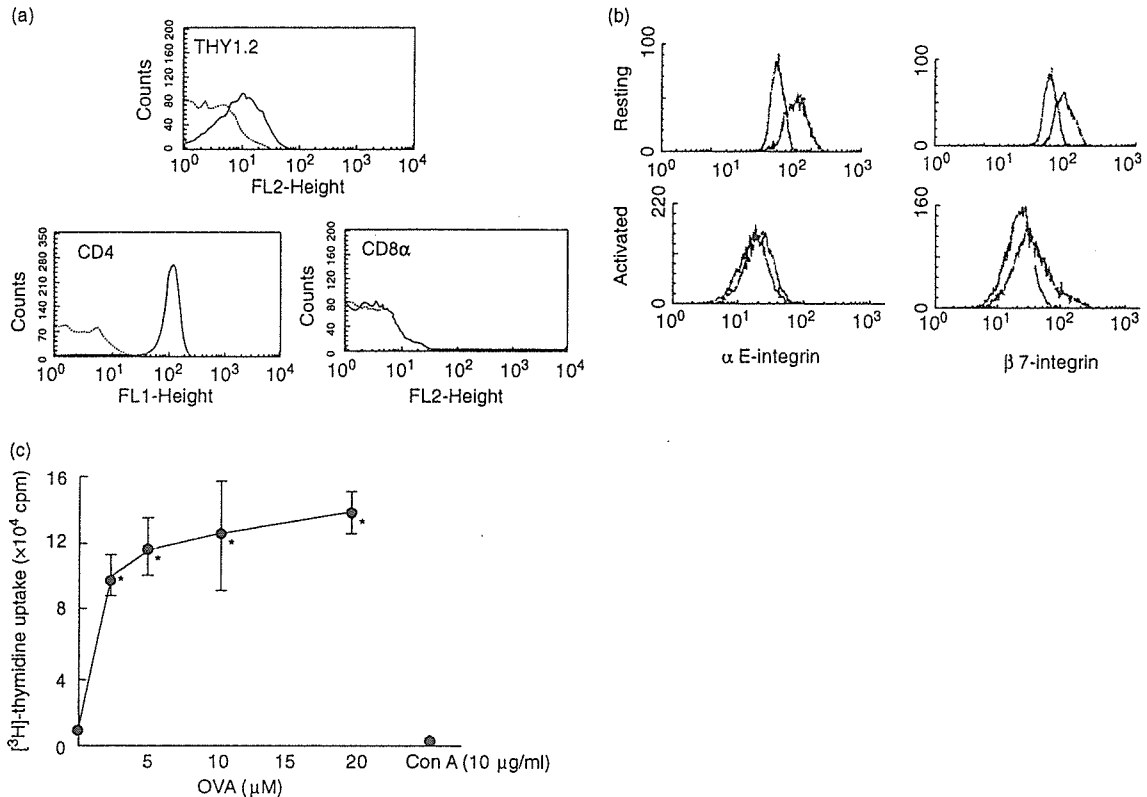 (a)
THY1.2
Counts
0 40 80 120 160 200
10⁰ 10¹ 10² 10³ 10⁴
FL2-Height
CD4
Counts
0 70 140 210 280 350
10⁰ 10¹ 10² 10³ 10⁴
FL1-Height
CD8α
Counts
0 40 80 120 160 200
10⁰ 10¹ 10² 10³ 10⁴
FL2-Height
(b)
Resting
0 100
10⁰ 10¹ 10² 10³
0 100
10⁰ 10¹ 10² 10³
Activated
0 220
10⁰ 10¹ 10² 10³
α E-integrin
0 160
10⁰ 10¹ 10² 10³
β 7-integrin
(c)
[³H]-thymidine uptake (×10⁴ cpm)
16
12
8
4
0
* * * *
5 10 15 20 Con A (10 μg/ml)
OVA (μM)